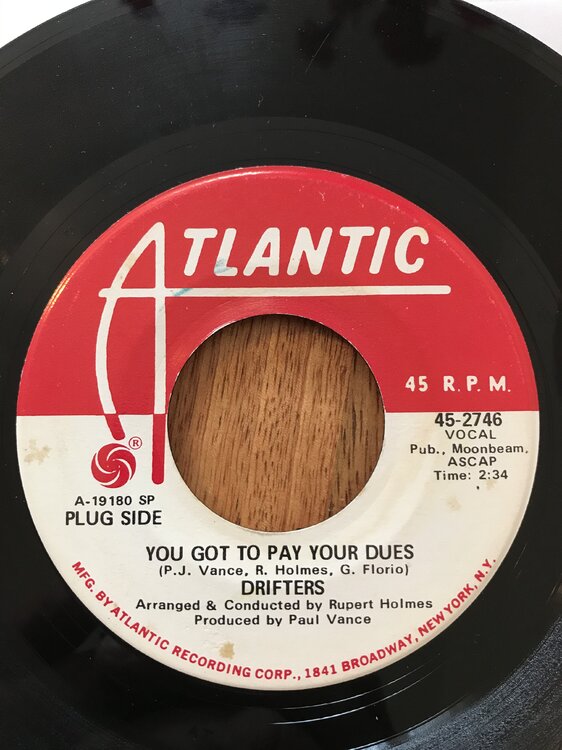 ATLANTIC
45 R.P.M.
45-2746
VOCAL
Pub., Moonbeam,
ASCAP
Time: 2:34
®
A-19180 SP
PLUG SIDE
YOU GOT TO PAY YOUR DUES
(P.J. Vance, R. Holmes, G. Florio)
DRIFTERS
Arranged & Conducted by Rupert Holmes
Produced by Paul Vance
MFG. BY ATLANTIC RECORDING CORP., 1841 BROADWAY, NEW YORK, N.Y.